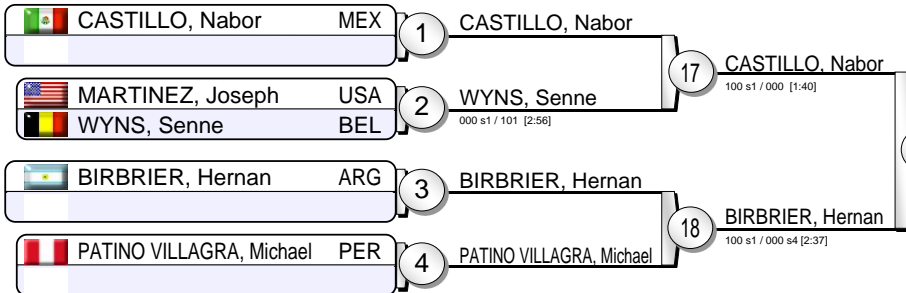 CASTILLO, Nabor MEX
1
CASTILLO, Nabor
MARTINEZ, Joseph USA
WYNS, Senne BEL
2
WYNS, Senne
000 s1 / 101 [2:56]
17
CASTILLO, Nabor
100 s1 / 000 [1:40]
BIRBRIER, Hernan ARG
3
BIRBRIER, Hernan
PATINO VILLAGRA, Michael PER
4
PATINO VILLAGRA, Michael
18
BIRBRIER, Hernan
100 s1 / 000 s4 [2:37]